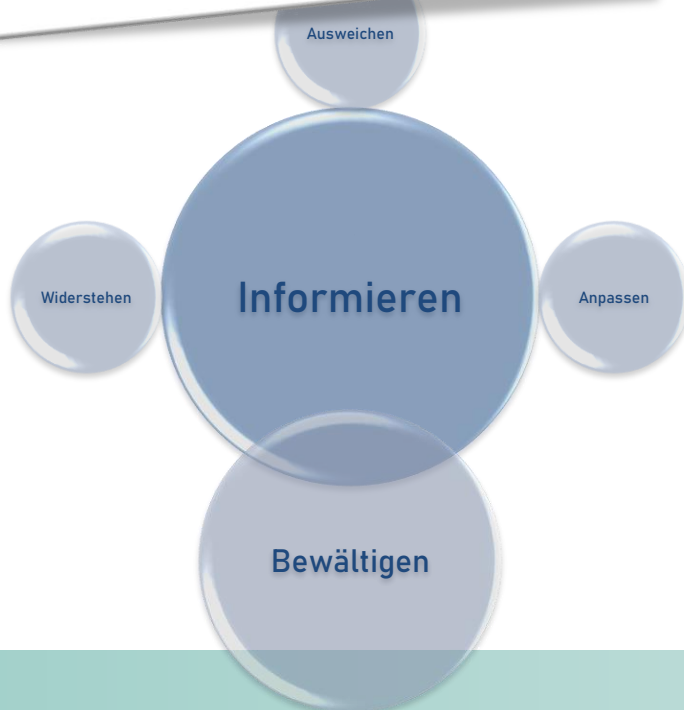 Ausweichen
Widerstehen
Informieren
Anpassen
Bewältigen